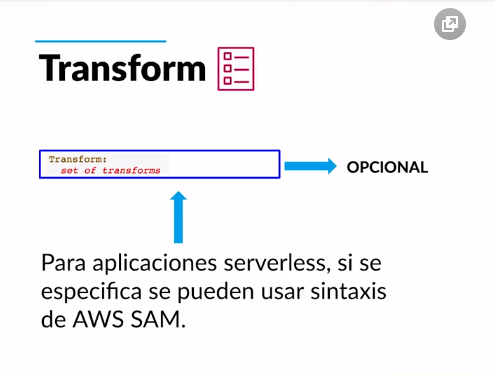 Transform
Transform:
set of transforms
OPCIONAL
Para aplicaciones serverless, si se
especifica se pueden usar sintaxis
de AWS SAM.